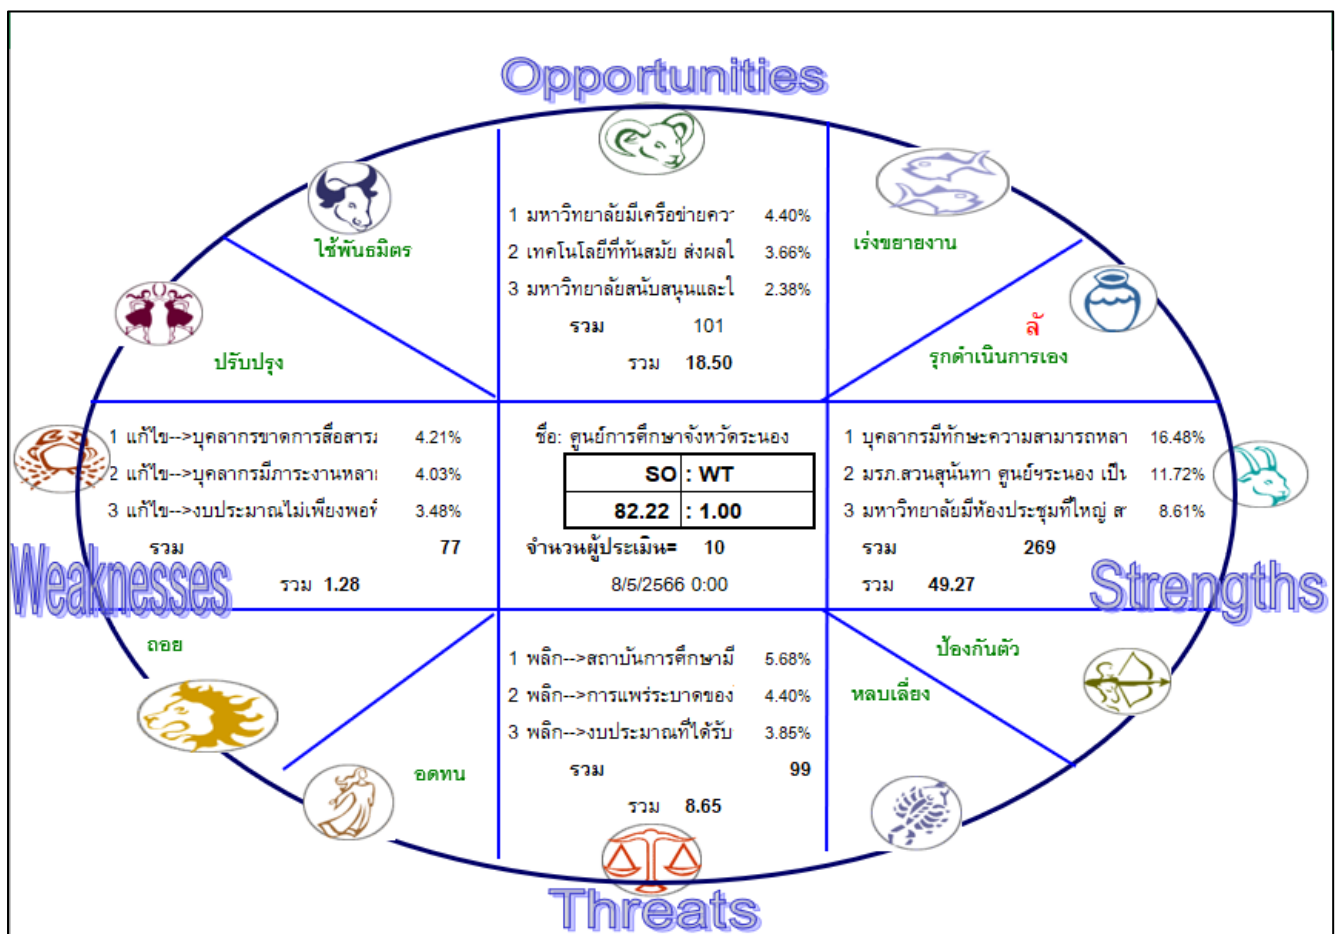 Opportunities
1 มหาวิทยาลัยมีเครือข่ายควา 4.40%
2 เทคโนโลยีที่ทันสมัย ส่งผลใ 3.66%
3 มหาวิทยาลัยสนับสนุนและใ 2.38%
รวม 101
รวม 18.50
ใช้พันธมิตร
เร่งขยายงาน
ลั
ปรับปรุง
รุกดำเนินการเอง
1 แก้ไข-->บุคลากรขาดการสื่อสารภ 4.21%
2 แก้ไข-->บุคลากรมีภาระงานหลา 4.03%
3 แก้ไข-->งบประมาณไม่เพียงพอที 3.48%
รวม 77
รวม 1.28
Weaknesses
ชื่อ: ศูนย์การศึกษาจังหวัดระนอง
SO : WT
82.22 : 1.00
จำนวนผู้ประเมิน= 10
8/5/2566 0:00
1 บุคลากรมีทักษะความสามารถหลา 16.48%
2 มรภ.สวนสุนันทา ศูนย์ฯระนอง เป็น 11.72%
3 มหาวิทยาลัยมีห้องประชุมที่ใหญ่ ส 8.61%
รวม 269
รวม 49.27
Strengths
ถอย
อดทน
1 พลิก-->สถาบันการศึกษามี 5.68%
2 พลิก-->การแพร่ระบาดของ 4.40%
3 พลิก-->งบประมาณที่ได้รับ 3.85%
รวม 99
รวม 8.65
ป้องกันตัว
หลบเลี่ยง
Threats